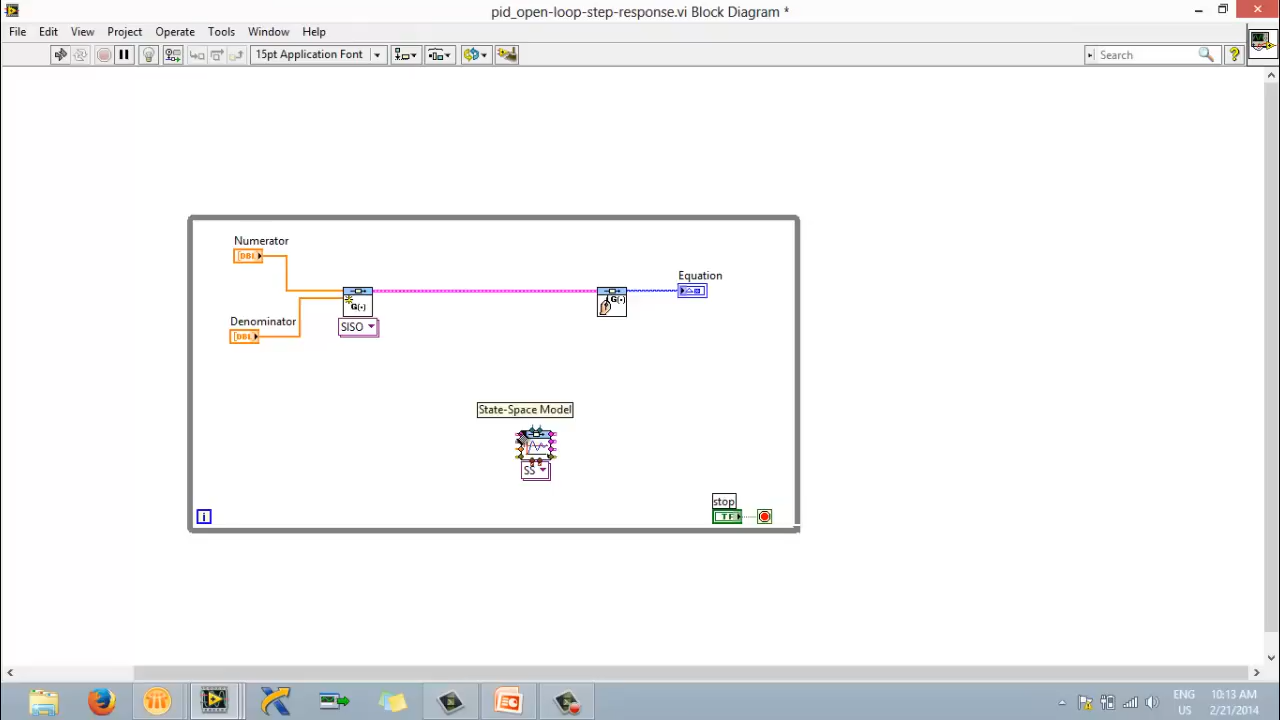 pid_open-loop-step-response.vi Block Diagram *
File Edit View Project Operate Tools Window Help
15pt Application Font
Search
Numerator
DBL
Equation
G(•)
G(•)
Denominator
SISO
DBL
State-Space Model
SS
stop
TF
i
ENG
US
10:13 AM
2/21/2014